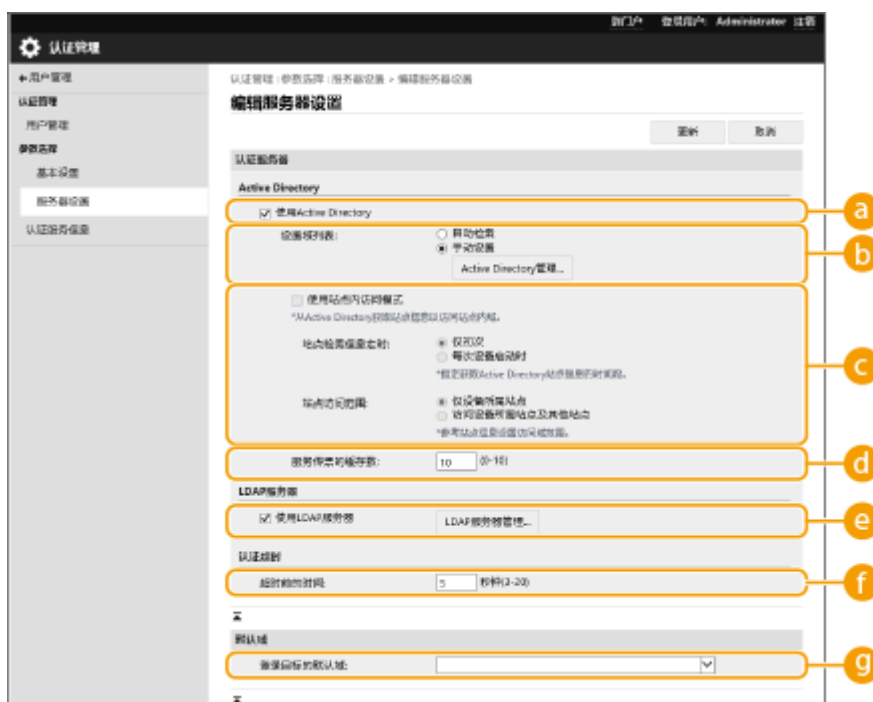 到门户 登录用户: Administrator 注销
认证管理
用户管理
认证管理 : 参数选择 : 服务器设置 > 编辑服务器设置
认证管理
编辑服务器设置
用户管理
更新 取消
参数选择
认证服务器
基本设置
Active Directory
服务器设置
使用Active Directory
a
认证服务信息
设置域列表: 自动检索
手动设置
b
Active Directory管理...
使用站点内访问模式
*从Active Directory获取站点信息以访问站点内域。
站点检索信息定时: 仅初次
每次设备启动时
c
*指定获取Active Directory站点信息的时间段。
站点访问范围: 仅设备所属站点
访问设备所属站点及其他站点
*参考站点信息设置访问域范围。
服务传票的缓存数: 10 (0-10)
d
LDAP服务器
使用LDAP服务器 LDAP服务器管理...
e
认证超时
超时前的时间: 5 秒钟(3-20)
f
默认域
登录目标的默认域:
g